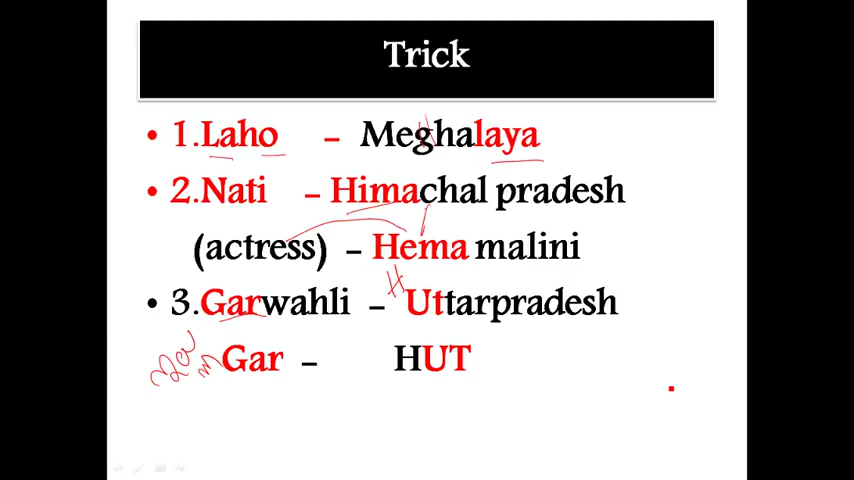 Trick
• 1.Laho – Meghalaya
• 2.Nati – Himachal pradesh
(actress) – Hema malini
• 3.Garwahli – Uttarpradesh
H
Gar – HUT